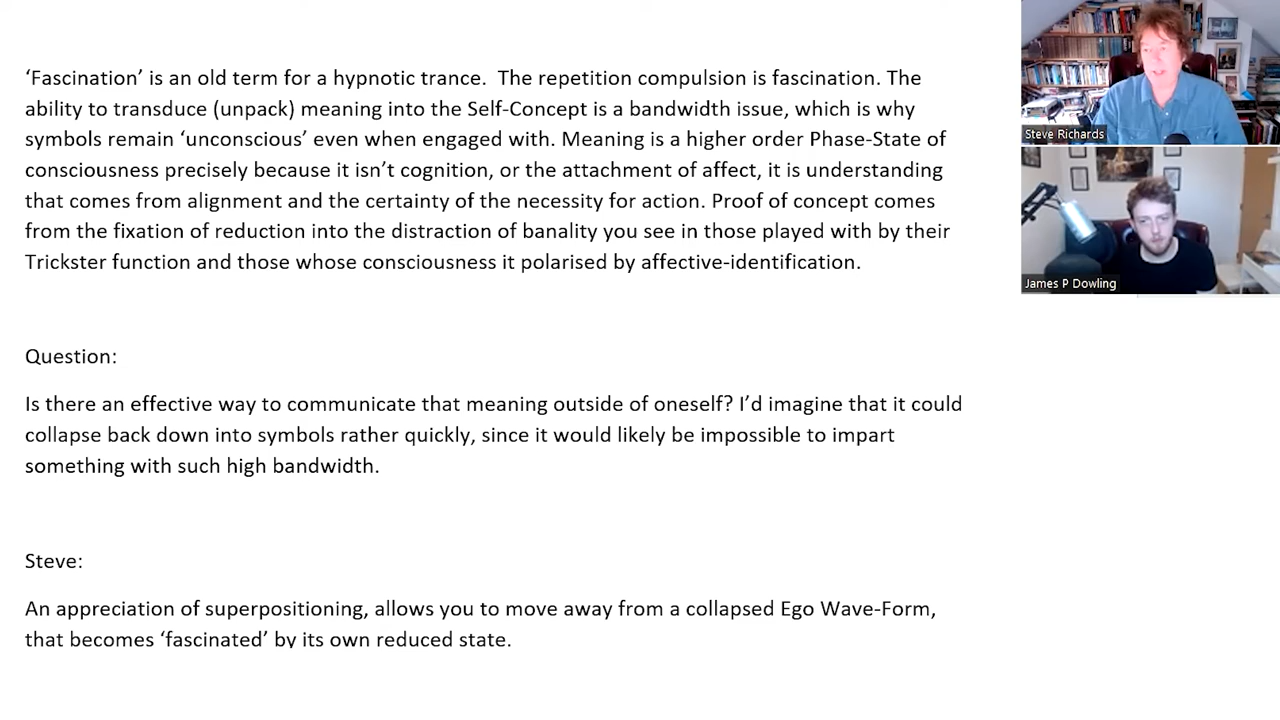 ‘Fascination’ is an old term for a hypnotic trance.  The repetition compulsion is fascination. The
ability to transduce (unpack) meaning into the Self-Concept is a bandwidth issue, which is why
symbols remain ‘unconscious’ even when engaged with. Meaning is a higher order Phase-State of
consciousness precisely because it isn’t cognition, or the attachment of affect, it is understanding
that comes from alignment and the certainty of the necessity for action. Proof of concept comes
from the fixation of reduction into the distraction of banality you see in those played with by their
Trickster function and those whose consciousness it polarised by affective-identification.
Question:
Is there an effective way to communicate that meaning outside of oneself? I’d imagine that it could
collapse back down into symbols rather quickly, since it would likely be impossible to impart
something with such high bandwidth.
Steve:
An appreciation of superpositioning, allows you to move away from a collapsed Ego Wave-Form,
that becomes ‘fascinated’ by its own reduced state.
Steve Richards
James P Dowling